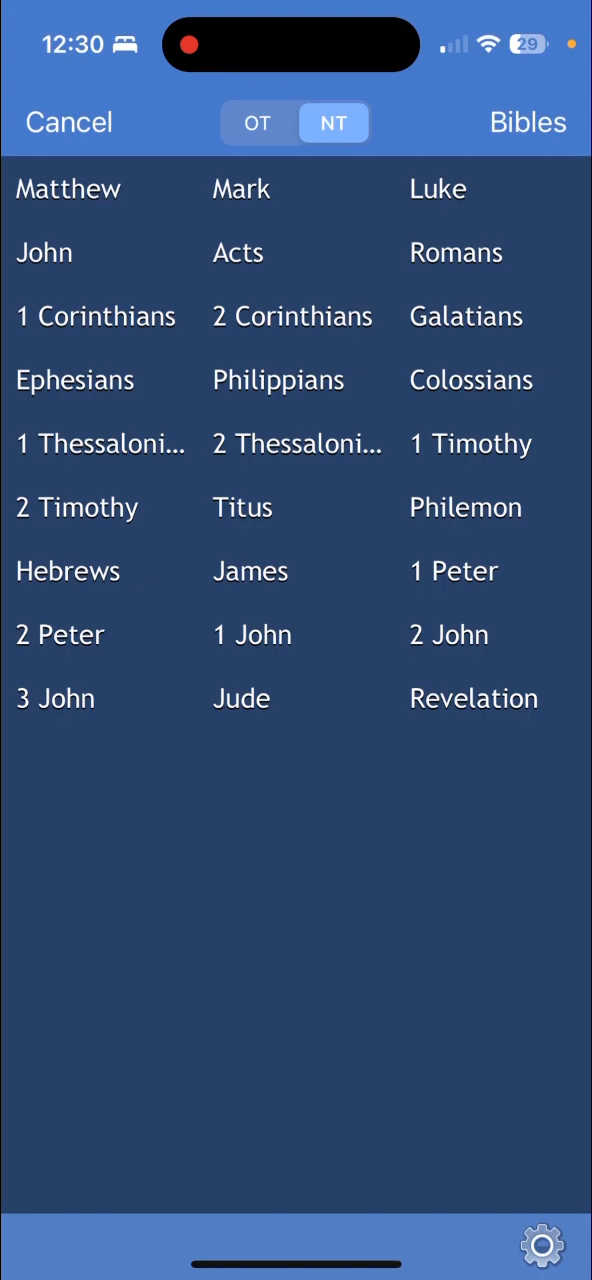 12:30 29
Cancel OT NT Bibles
Matthew Mark Luke
John Acts Romans
1 Corinthians 2 Corinthians Galatians
Ephesians Philippians Colossians
1 Thessaloni... 2 Thessaloni... 1 Timothy
2 Timothy Titus Philemon
Hebrews James 1 Peter
2 Peter 1 John 2 John
3 John Jude Revelation